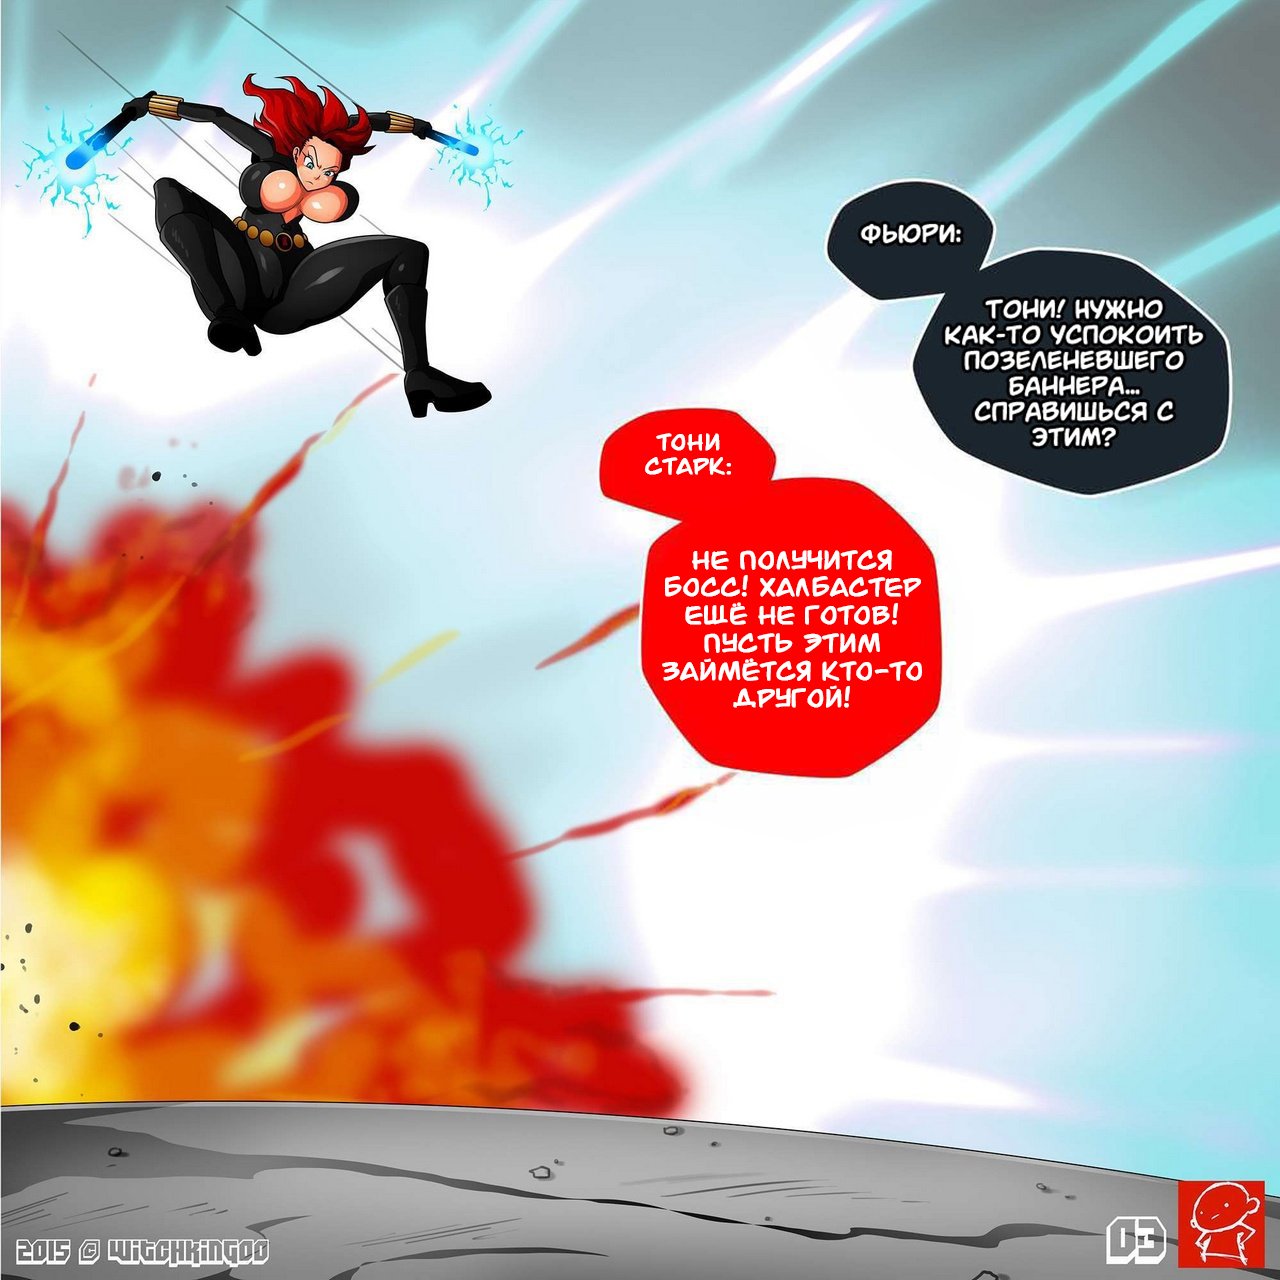 ФЬЮРИ:
ТОНИ! НУЖНО
КАК-ТО УСПОКОИТЬ
ПОЗЕЛЕНЕВШЕГО
БАННЕРА...
СПРАВИШЬСЯ С
ЭТИМ?
ТОНИ
СТАРК:
НЕ ПОЛУЧИТСЯ
БОСС! ХАЛБАСТЕР
ЕЩЁ НЕ ГОТОВ!
ПУСТЬ ЭТИМ
ЗАЙМЁТСЯ КТО-ТО
ДРУГОЙ!
2015 © WITCHKING00
03